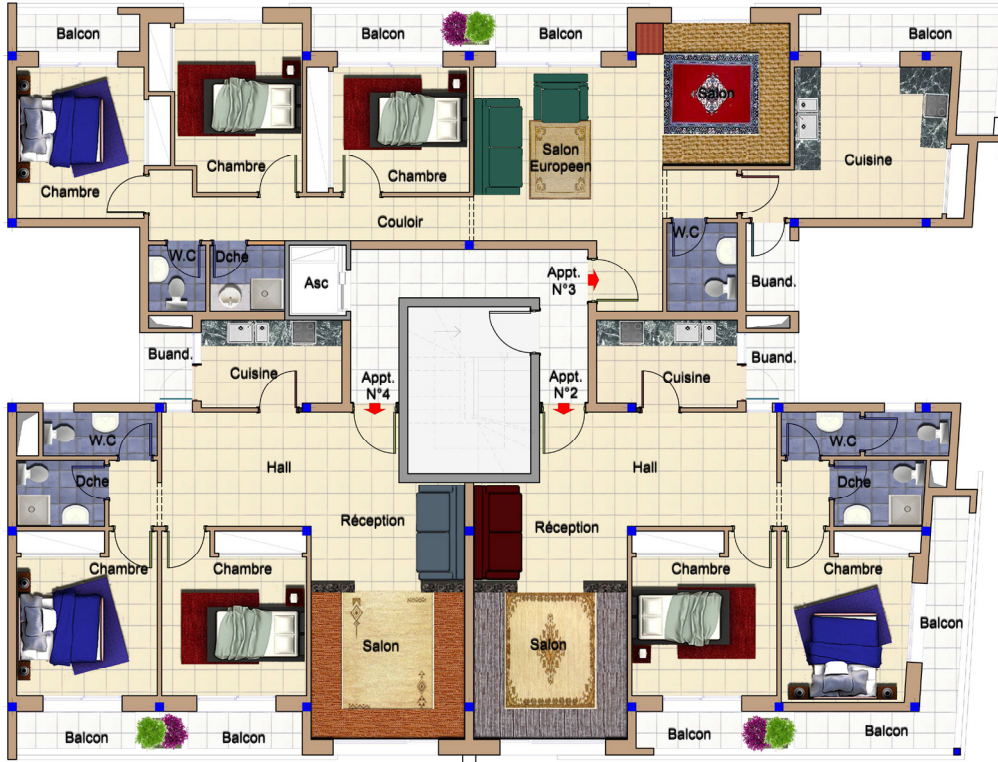 Balcon
Balcon
Balcon
Balcon
Salon
Chambre
Chambre
Chambre
Salon
Europeen
Cuisine
Couloir
W.C
Dche
W.C
Asc
Appt.
N°3
Buand.
Buand.
Cuisine
Appt.
N°4
Appt.
N°2
Cuisine
Buand.
W.C
Hall
Hall
W.C
Dche
Dche
Réception
Réception
Chambre
Chambre
Chambre
Chambre
Salon
Salon
Balcon
Balcon
Balcon
Balcon
Balcon